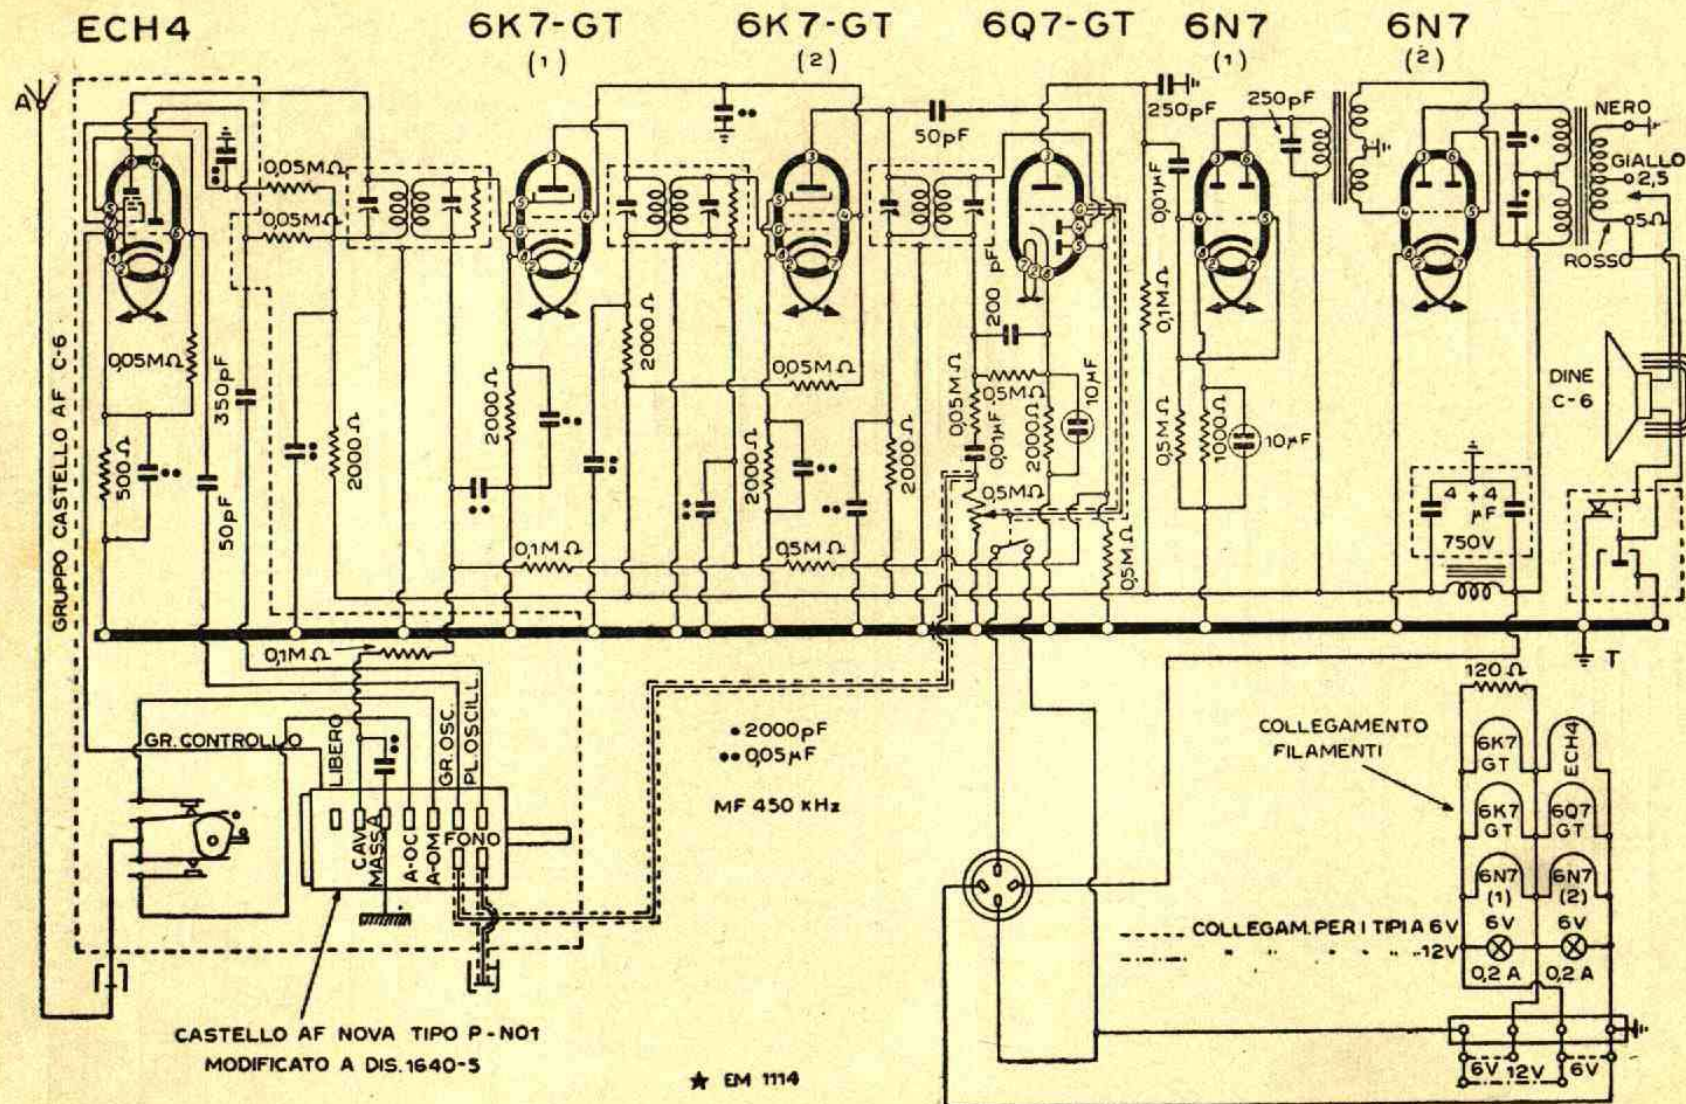 ECH4
6K7-GT
(1)
6K7-GT
(2)
6Q7-GT
6N7
(1)
6N7
(2)
A
250pF
250pF
50pF
NERO
GIALLO
2,5
5Ω
ROSSO
0,05MΩ
0,05MΩ
0,01µF
200 pF
0,1MΩ
GRUPPO CASTELLO AF C-6
0,05MΩ
350pF
50pF
500Ω
2000Ω
2000Ω
2000Ω
0,05MΩ
2000Ω
2000Ω
0,05MΩ
0,5MΩ
0,01µF
2000Ω
10µF
0,5MΩ
1000Ω
10µF
DINE
C-6
4 + 4
µF
750V
0,5MΩ
0,5MΩ
0,1MΩ
0,5MΩ
0,1MΩ
T
120Ω
COLLEGAMENTO
FILAMENTI
6K7
GT
ECH4
6K7
GT
6Q7
GT
6N7
(1)
6N7
(2)
• 2000pF
•• 0,05µF
MF 450 KHz
GR. CONTROLLO
LIBERO
GR. OSC.
PL. OSCILL.
CAV
MASSA
A-OC
A-OM
FONO
COLLEGAM. PER I TIPI A 6V
" " " " " 12V
6V
6V
0,2 A
0,2 A
6V
12V
6V
CASTELLO AF NOVA TIPO P-N01
MODIFICATO A DIS. 1640-5
★ EM 1114